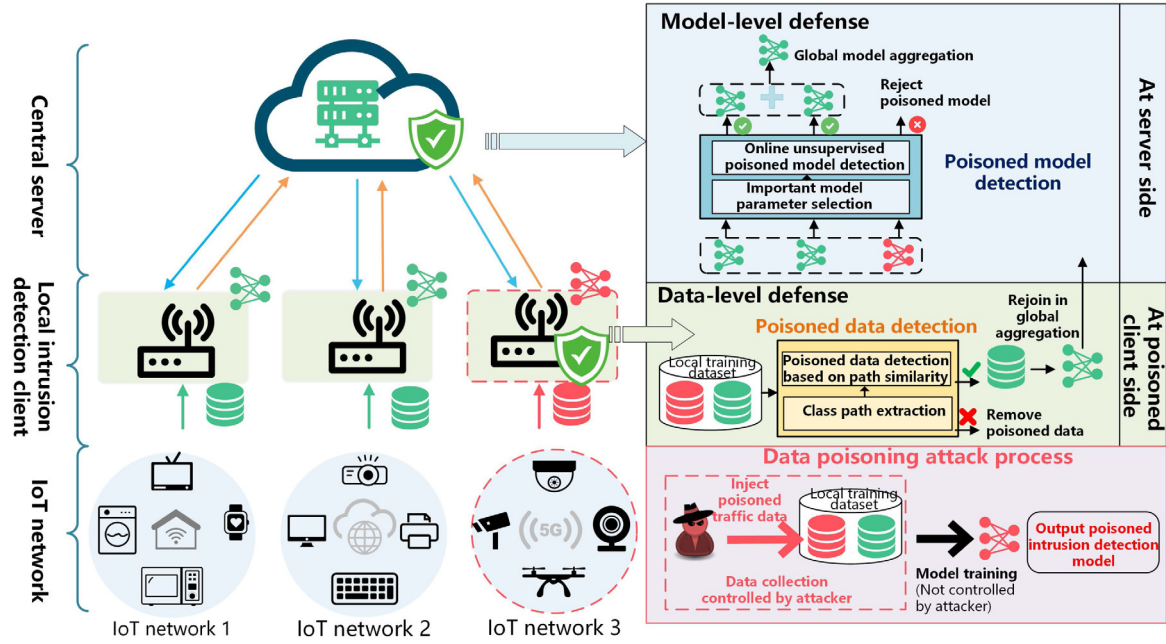 Central server
Local intrusion
detection client
IoT network
IoT network 1
IoT network 2
5G
IoT network 3
Model-level defense
Global model aggregation
Reject
poisoned model
Online unsupervised
poisoned model detection
Important model
parameter selection
Poisoned model
detection
At server side
Data-level defense
Poisoned data detection
Local training
dataset
Poisoned data detection
based on path similarity
Class path extraction
Rejoin in
global
aggregation
Remove
poisoned data
At poisoned
client side
Data poisoning attack process
Inject
poisoned
traffic data
Local training
dataset
Data collection
controlled by attacker
Model training
(Not controlled
by attacker)
Output poisoned
intrusion detection
model